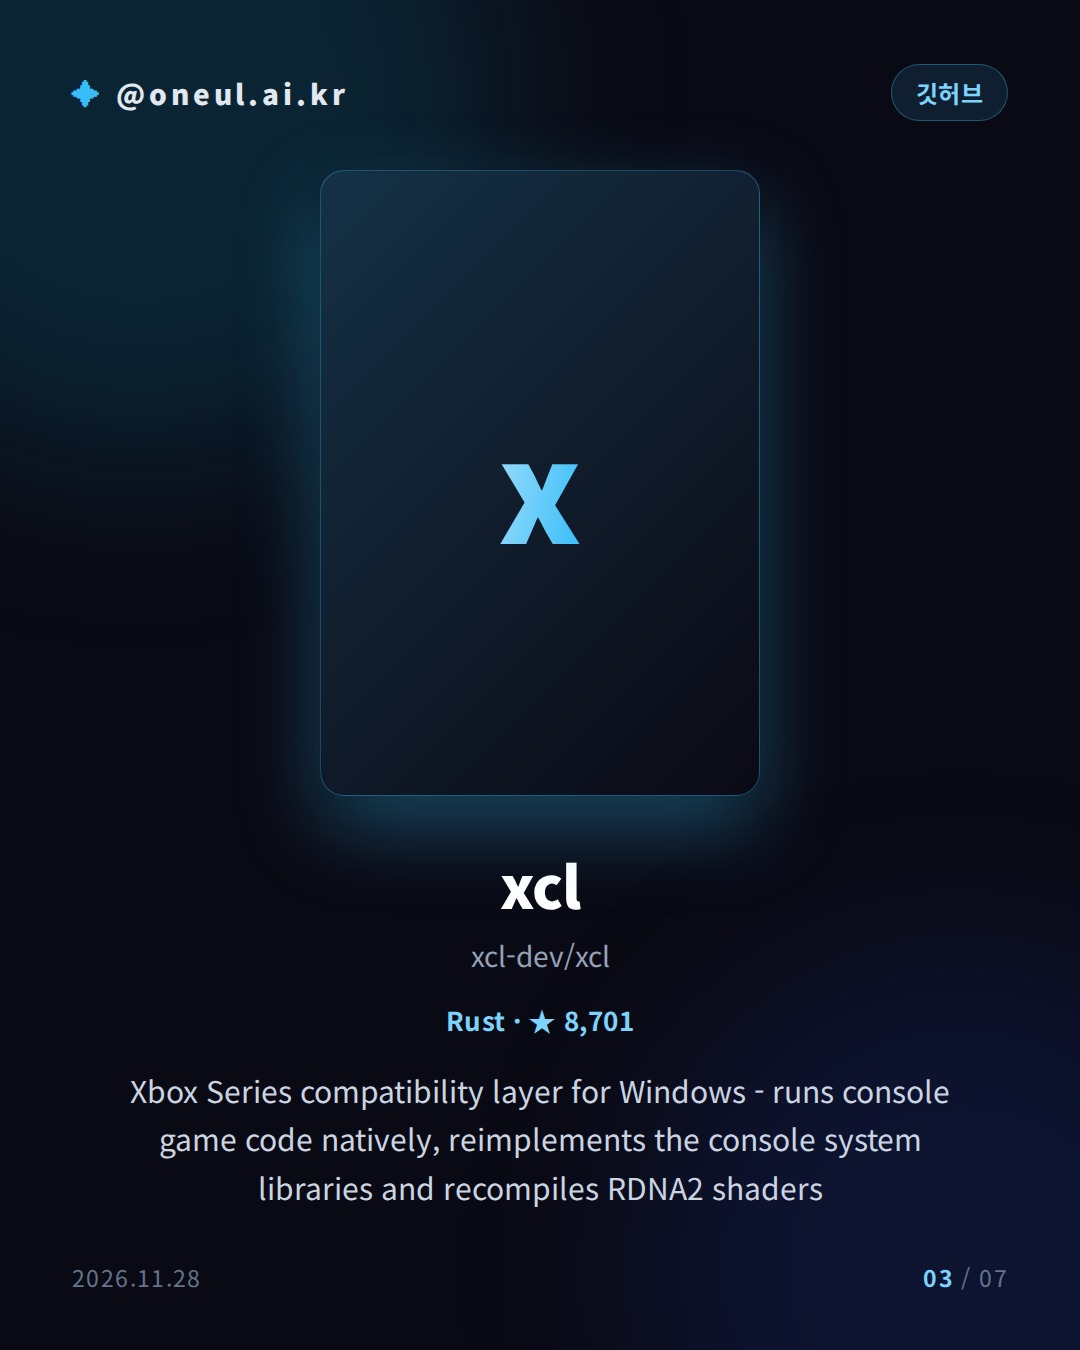 @oneul.ai.kr
깃허브
x
xcl
xcl-dev/xcl
Rust · ★ 8,701
Xbox Series compatibility layer for Windows - runs console
game code natively, reimplements the console system
libraries and recompiles RDNA2 shaders
2026.11.28
03 / 07